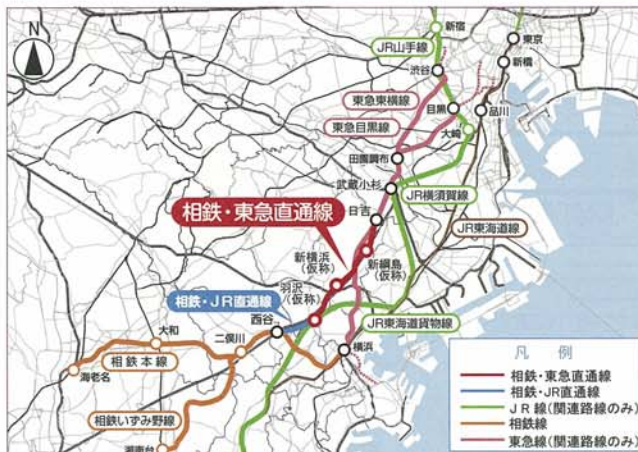 N
新宿
JR山手線
東京
渋谷
新橋
東急東横線
目黒
品川
東急目黒線
大崎
田園調布
武蔵小杉
JR横須賀線
日吉
相鉄・東急直通線
JR東海道線
新横浜
(仮称)
新綱島
(仮称)
羽沢
(仮称)
相鉄・JR直通線
西谷
JR東海道貨物線
大和
二俣川
横浜
相鉄本線
海老名
相鉄いずみ野線
湘南台
凡例
相鉄・東急直通線
相鉄・JR直通線
JR線(関連路線のみ)
相鉄線
東急線(関連路線のみ)